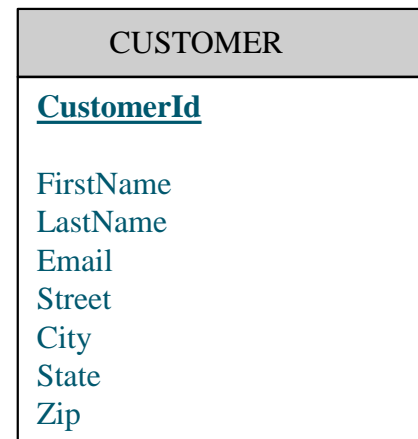 CUSTOMER
CustomerId
FirstName
LastName
Email
Street
City
State
Zip